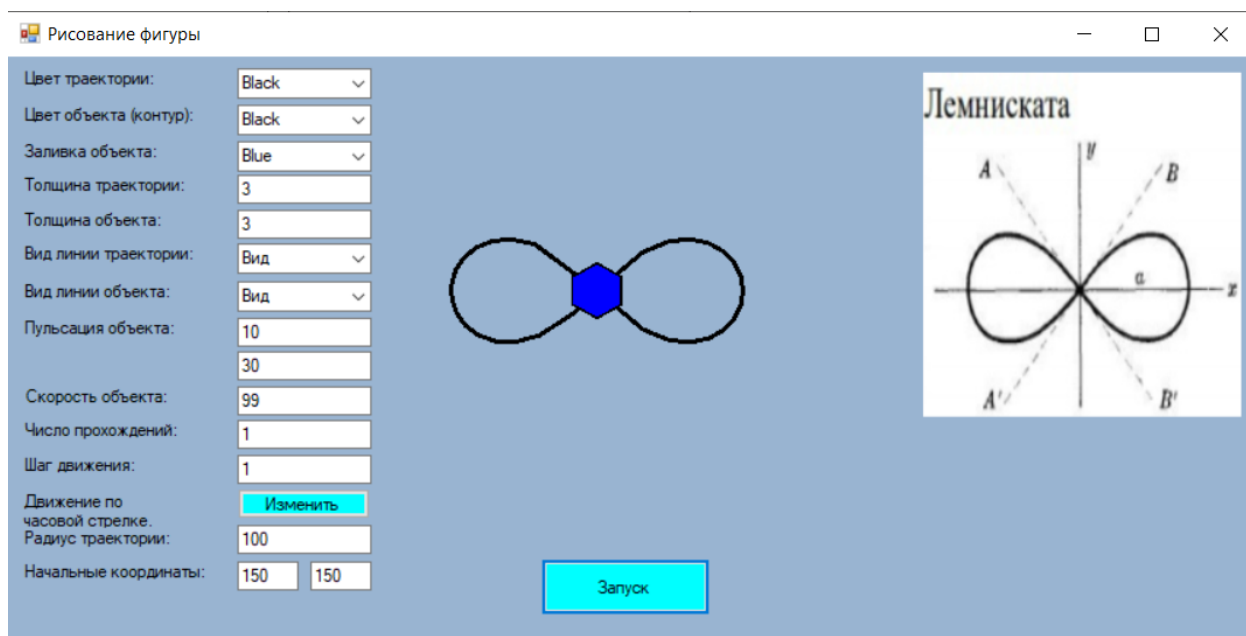 Рисование фигуры
Цвет траектории: Black
Цвет объекта (контур): Black
Заливка объекта: Blue
Толщина траектории: 3
Толщина объекта: 3
Вид линии траектории: Вид
Вид линии объекта: Вид
Пульсация объекта: 10
30
Скорость объекта: 99
Число прохождений: 1
Шаг движения: 1
Движение по
часовой стрелке.
Изменить
Радиус траектории: 100
Начальные координаты: 150 150
Запуск
Лемниската
y
A B
a
x
A' B'